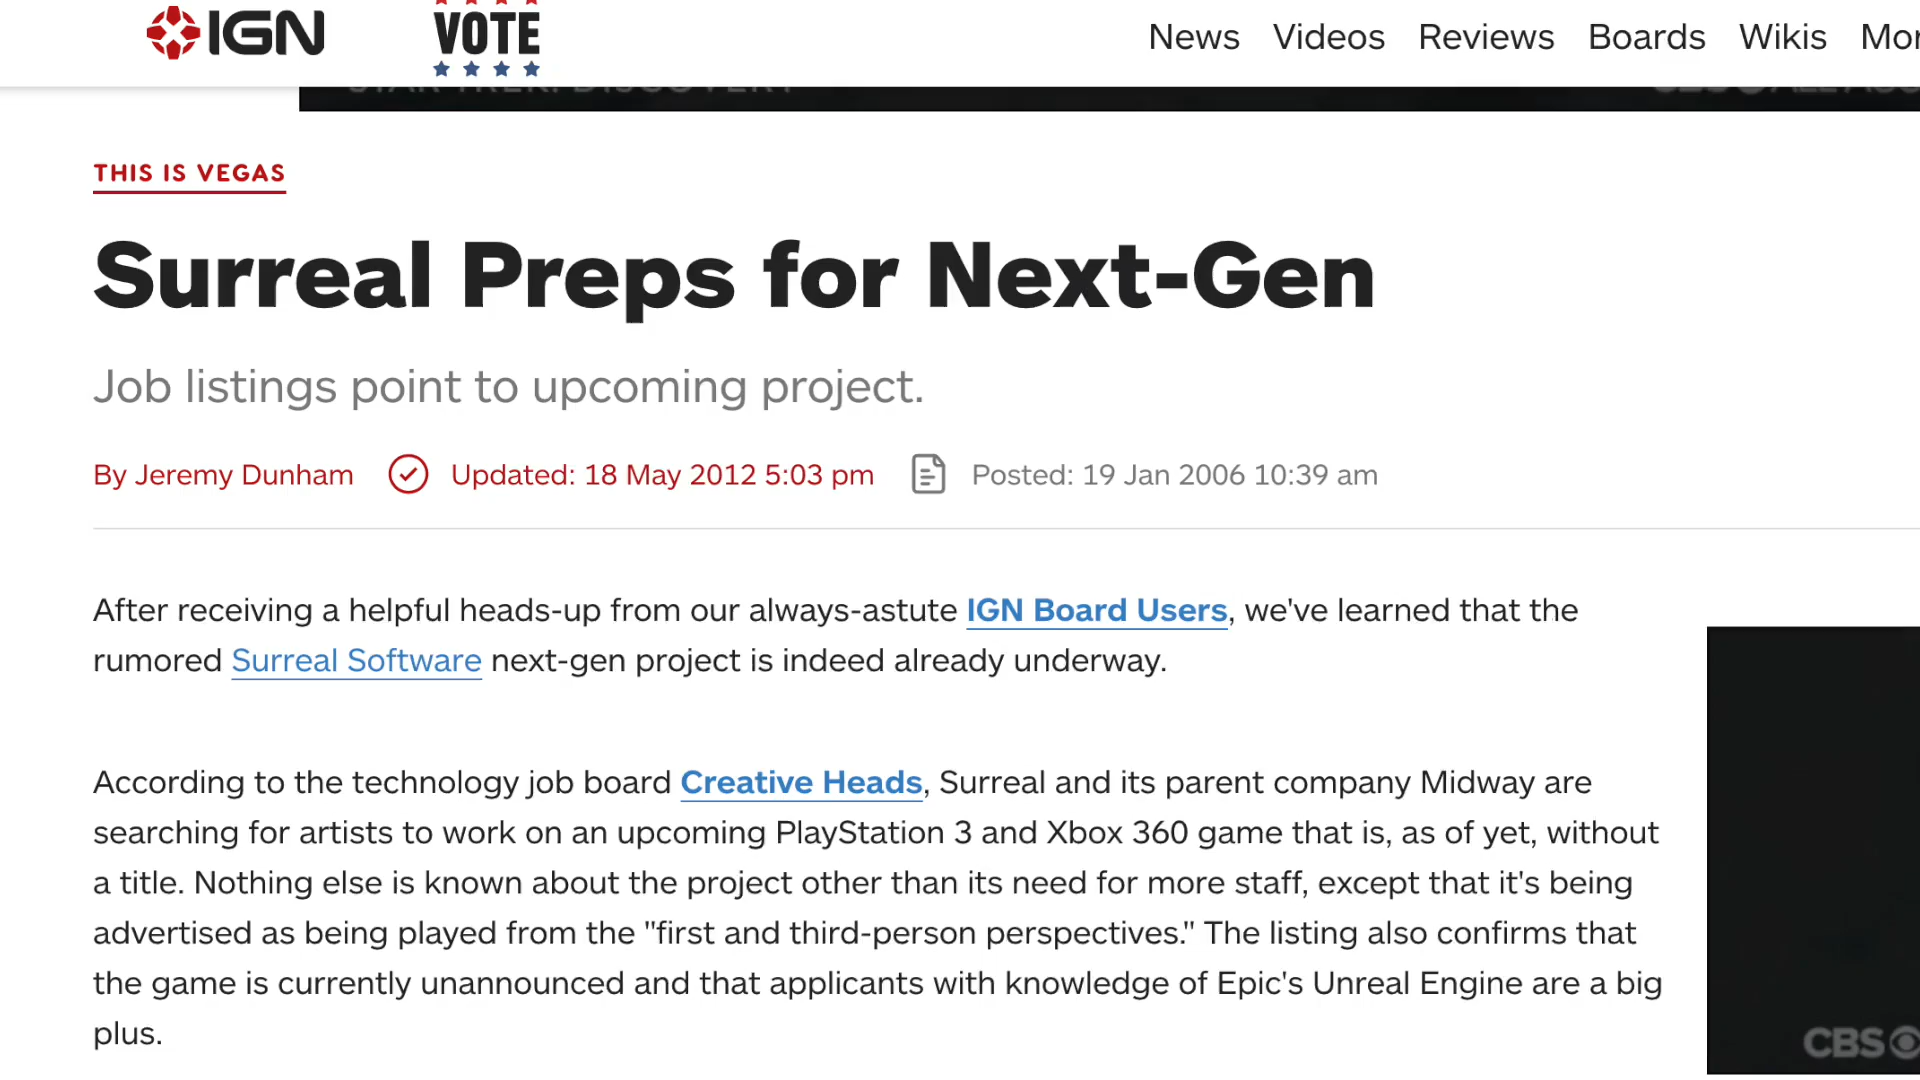 IGN
VOTE
News Videos Reviews Boards Wikis
STAR TREK: DISCOVERY
THIS IS VEGAS
Surreal Preps for Next-Gen
Job listings point to upcoming project.
By Jeremy Dunham Updated: 18 May 2012 5:03 pm Posted: 19 Jan 2006 10:39 am
After receiving a helpful heads-up from our always-astute IGN Board Users, we've learned that the
rumored Surreal Software next-gen project is indeed already underway.
According to the technology job board Creative Heads, Surreal and its parent company Midway are
searching for artists to work on an upcoming PlayStation 3 and Xbox 360 game that is, as of yet, without
a title. Nothing else is known about the project other than its need for more staff, except that it's being
advertised as being played from the "first and third-person perspectives." The listing also confirms that
the game is currently unannounced and that applicants with knowledge of Epic's Unreal Engine are a big
plus.
CBS